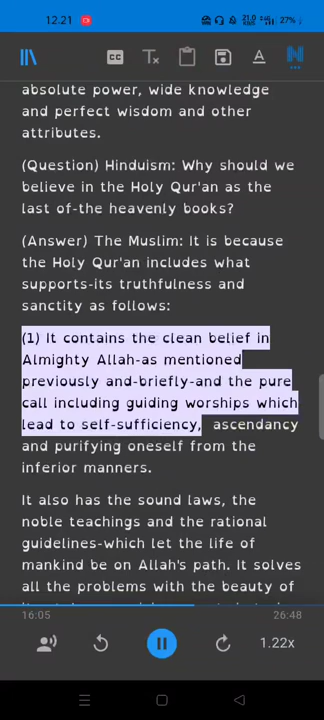 12.21
21.0
KB/S
27%
CC
absolute power, wide knowledge
and perfect wisdom and other
attributes.
(Question) Hinduism: Why should we
believe in the Holy Qur'an as the
last of-the heavenly books?
(Answer) The Muslim: It is because
the Holy Qur'an includes what
supports-its truthfulness and
sanctity as follows:
(1) It contains the clean belief in
Almighty Allah-as mentioned
previously and-briefly-and the pure
call including guiding worships which
lead to self-sufficiency, ascendancy
and purifying oneself from the
inferior manners.
It also has the sound laws, the
noble teachings and the rational
guidelines-which let the life of
mankind be on Allah's path. It solves
all the problems with the beauty of
16:05
26:48
1.22x